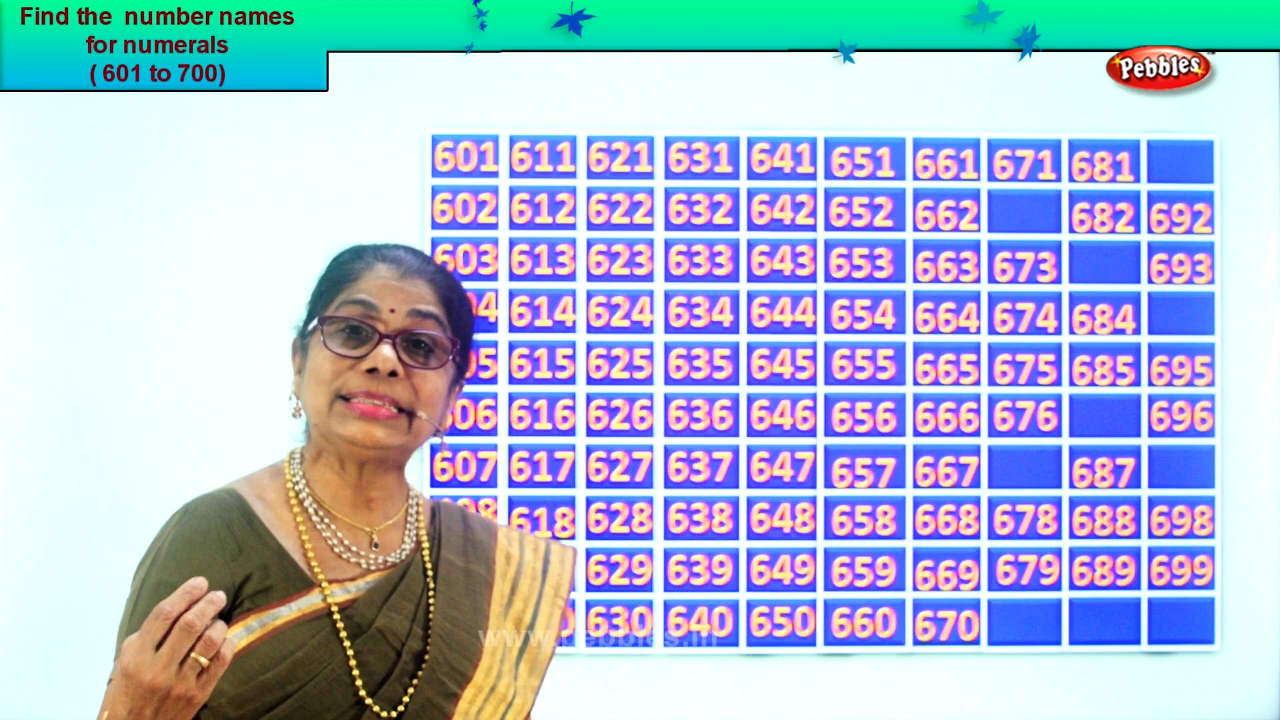 Find the number names
for numerals
( 601 to 700)
Pebbles
601 611 621 631 641 651 661 671 681
602 612 622 632 642 652 662 682 692
603 613 623 633 643 653 663 673 693
614 624 634 644 654 664 674 684
615 625 635 645 655 665 675 685 695
616 626 636 646 656 666 676 696
607 617 627 637 647 657 667 687
618 628 638 648 658 668 678 688 698
629 639 649 659 669 679 689 699
630 640 650 660 670
www.pebbles.in